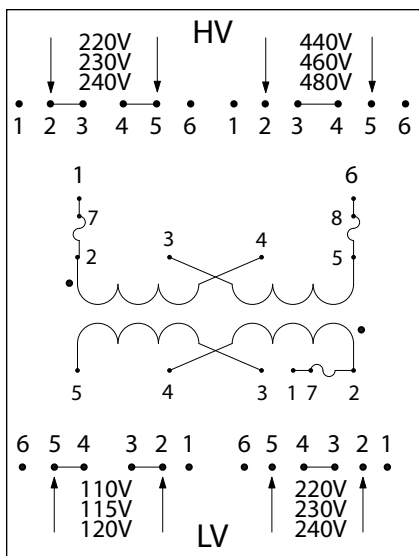 HV
220V 440V
230V 460V
240V 480V
1 2 3 4 5 6 1 2 3 4 5 6
1 6
7 8
2 3 4 5
5 4 3 1 7 2
6 5 4 3 2 1 6 5 4 3 2 1
110V 220V
115V 230V
120V 240V
LV